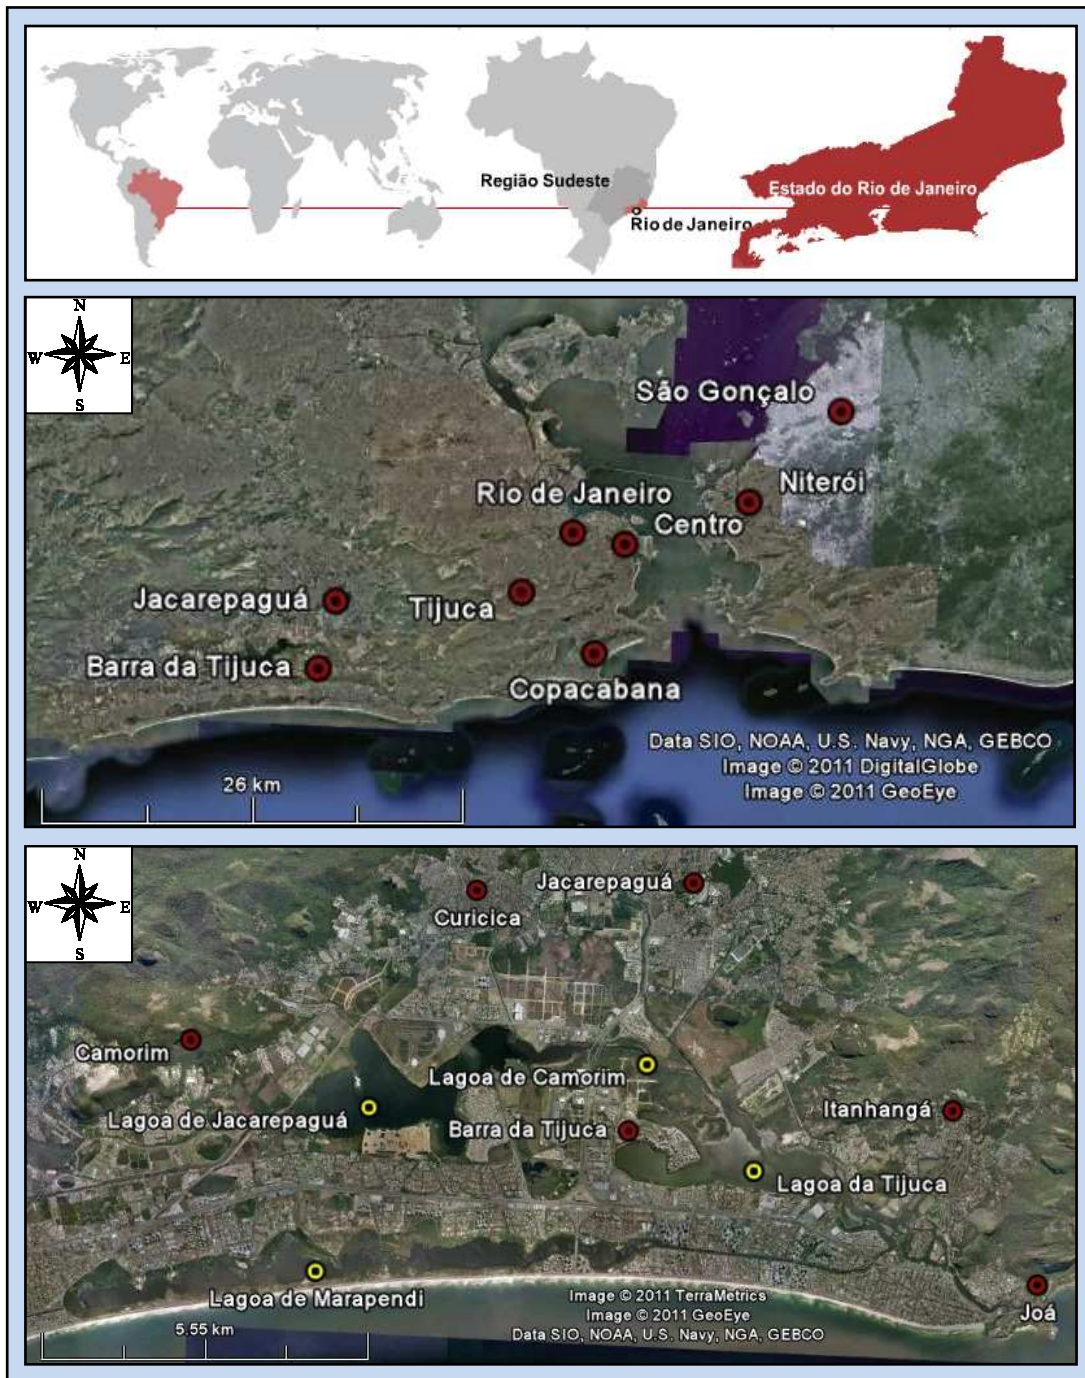 Região Sudeste
Estado do Rio de Janeiro
Rio de Janeiro
N
W E
S
São Gonçalo
Niterói
Rio de Janeiro
Centro
Jacarepaguá
Tijuca
Barra da Tijuca
Copacabana
Data SIO, NOAA, U.S. Navy, NGA, GEBCO
Image © 2011 DigitalGlobe
Image © 2011 GeoEye
26 km
N
W E
S
Jacarepaguá
Curicica
Camorim
Lagoa de Camorim
Lagoa de Jacarepaguá
Itanhangá
Barra da Tijuca
Lagoa da Tijuca
Lagoa de Marapendi
Joá
Image © 2011 TerraMetrics
Image © 2011 GeoEye
Data SIO, NOAA, U.S. Navy, NGA, GEBCO
5.55 km